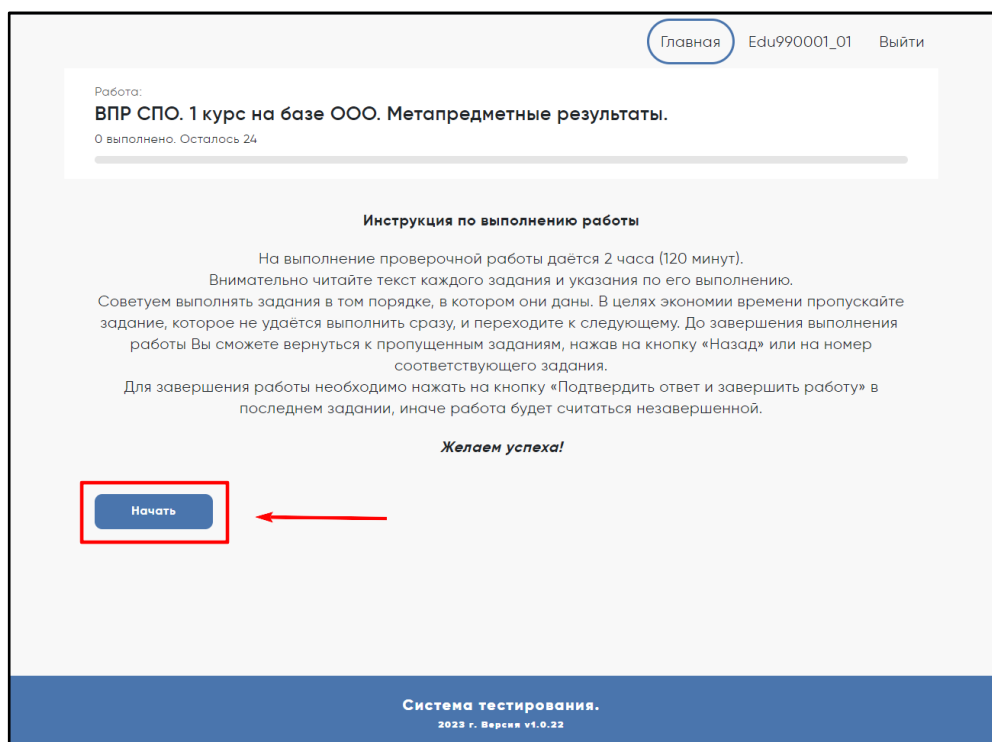 Главная Edu990001_01 Выйти
Работа:
ВПР СПО. 1 курс на базе ООО. Метапредметные результаты.
0 выполнено. Осталось 24
Инструкция по выполнению работы
На выполнение проверочной работы даётся 2 часа (120 минут).
Внимательно читайте текст каждого задания и указания по его выполнению.
Советуем выполнять задания в том порядке, в котором они даны. В целях экономии времени пропускайте
задание, которое не удаётся выполнить сразу, и переходите к следующему. До завершения выполнения
работы Вы сможете вернуться к пропущенным заданиям, нажав на кнопку «Назад» или на номер
соответствующего задания.
Для завершения работы необходимо нажать на кнопку «Подтвердить ответ и завершить работу» в
последнем задании, иначе работа будет считаться незавершенной.
Желаем успеха!
Начать
Система тестирования.
2023 г. Версия v1.0.22